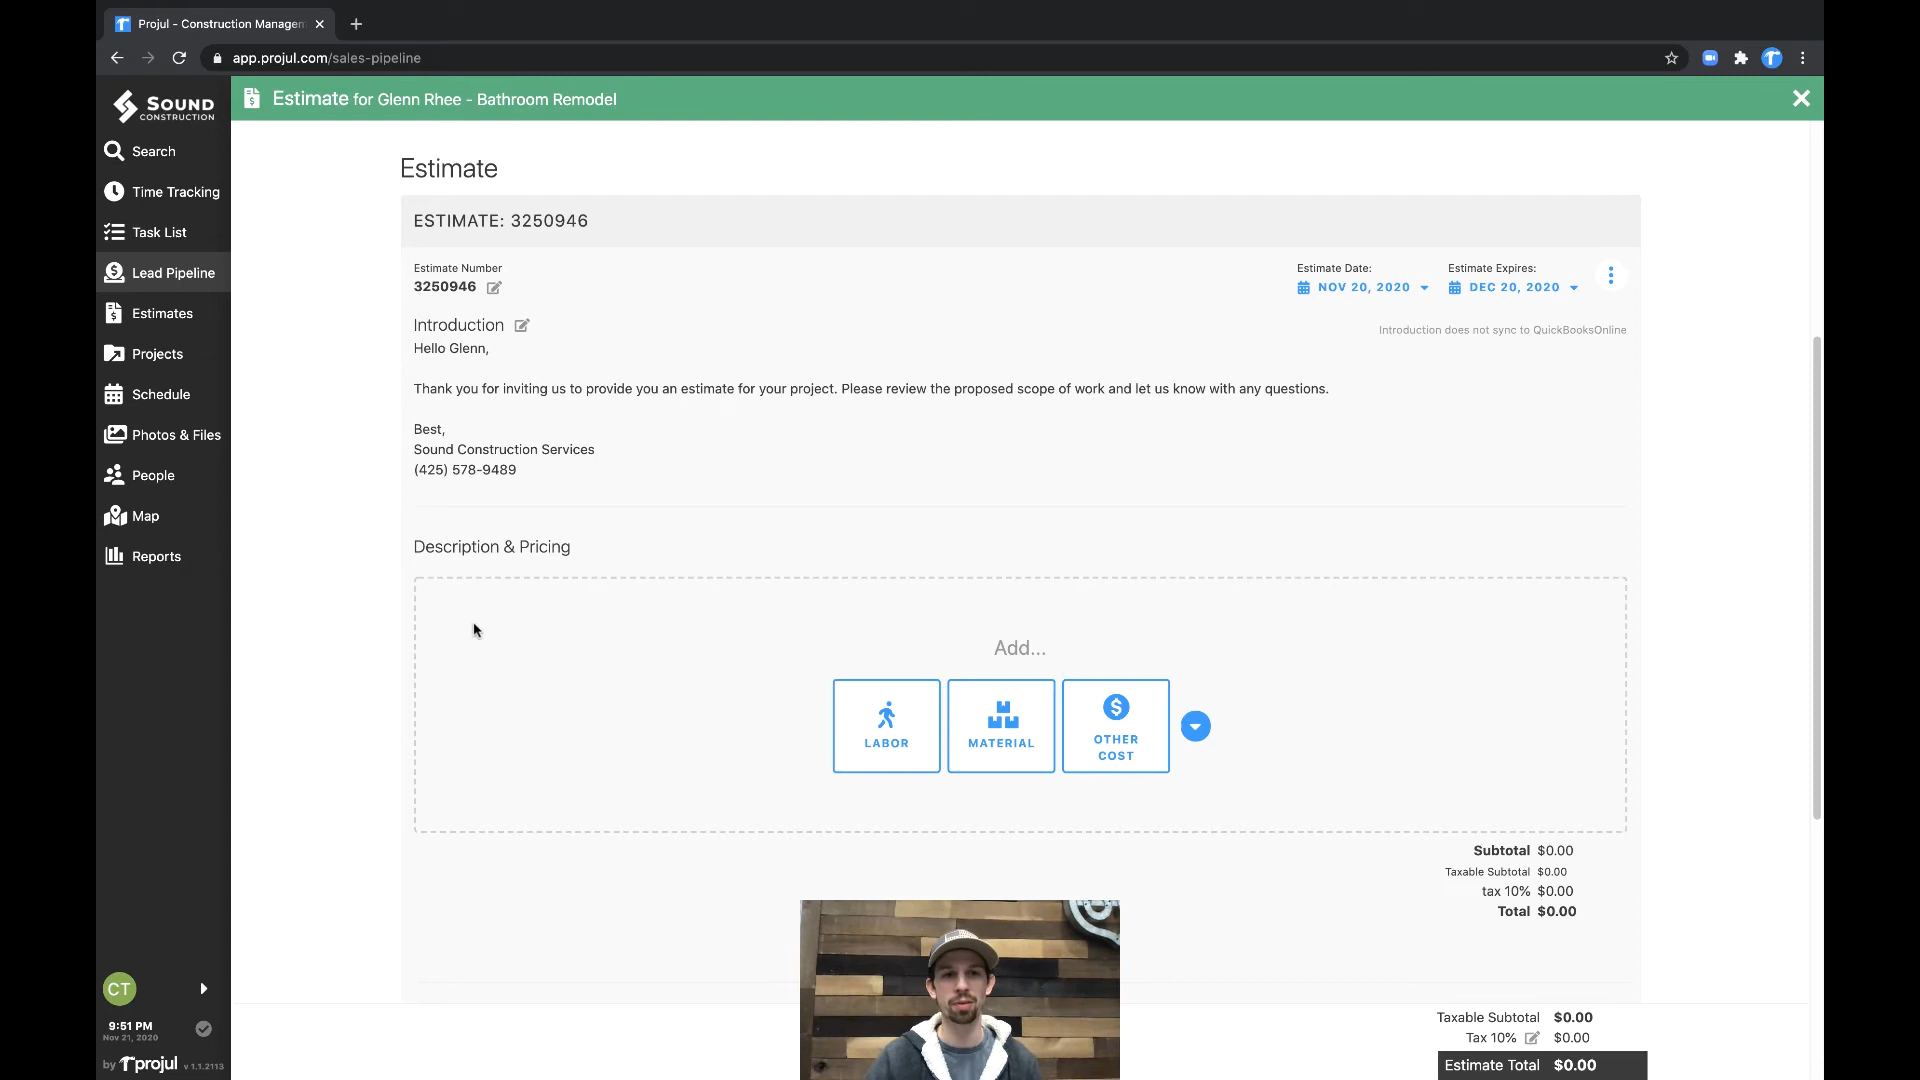 Projul - Construction Managem
app.projul.com/sales-pipeline
SOUND
CONSTRUCTION
Search
Time Tracking
Task List
Lead Pipeline
Estimates
Projects
Schedule
Photos & Files
People
Map
Reports
CT
9:51 PM
Nov 21, 2020
by projul v 1.1.2113
Estimate for Glenn Rhee - Bathroom Remodel
Estimate
ESTIMATE: 3250946
Estimate Number
3250946
Estimate Date:
NOV 20, 2020
Estimate Expires:
DEC 20, 2020
Introduction
Introduction does not sync to QuickBooksOnline
Hello Glenn,
Thank you for inviting us to provide you an estimate for your project. Please review the proposed scope of work and let us know with any questions.
Best,
Sound Construction Services
(425) 578-9489
Description & Pricing
Add...
LABOR
MATERIAL
OTHER
COST
Subtotal $0.00
Taxable Subtotal $0.00
tax 10% $0.00
Total $0.00
Taxable Subtotal $0.00
Tax 10% $0.00
Estimate Total $0.00